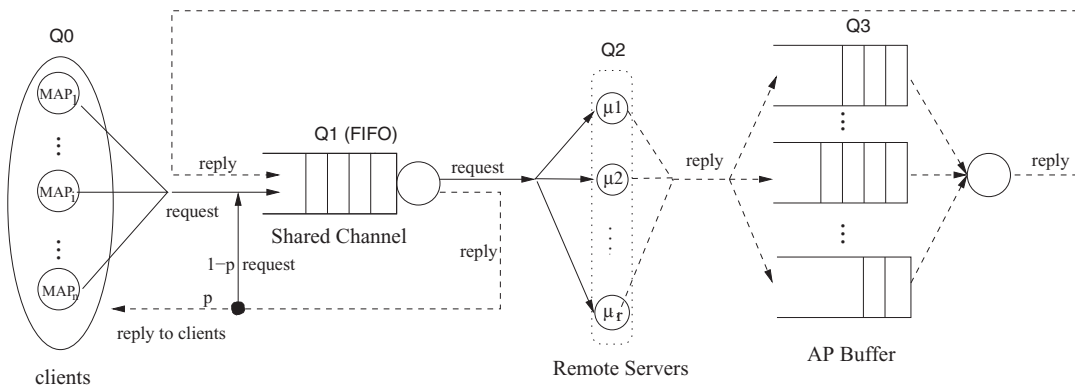 Q0
Q2
Q3
MAP1
μ1
Q1 (FIFO)
reply
request
reply
reply
MAPi
μ2
request
Shared Channel
reply
1−p request
MAPn
p
μr
reply to clients
clients
Remote Servers
AP Buffer